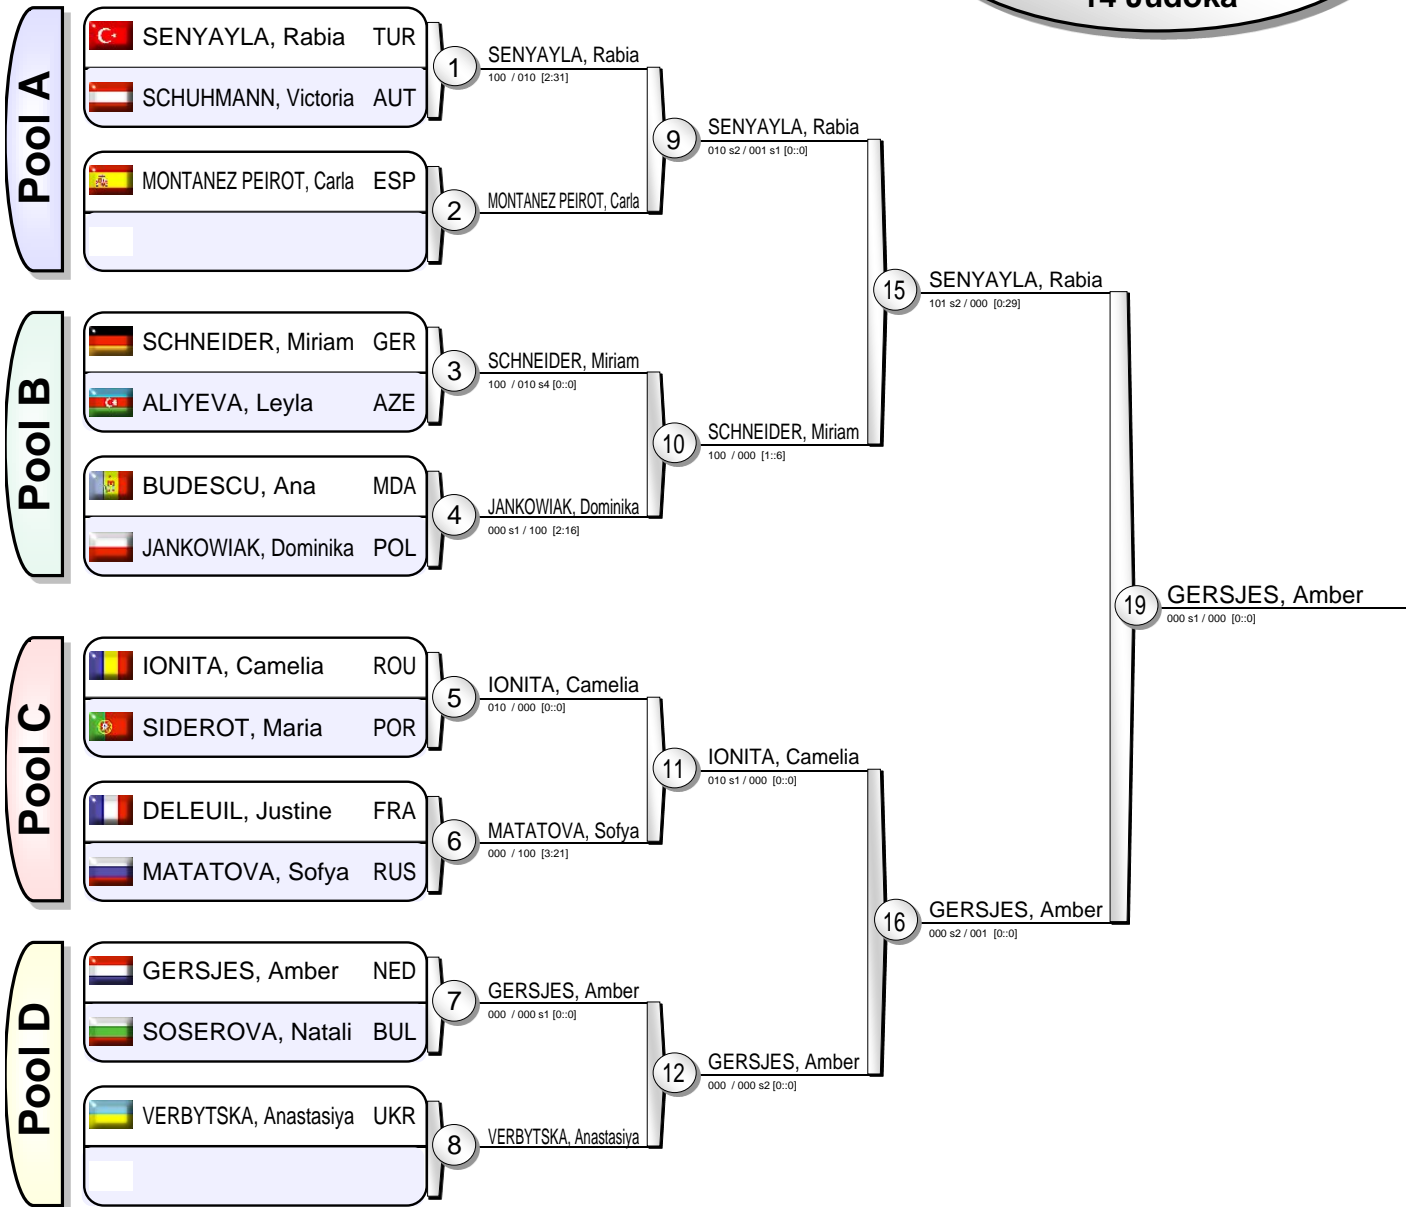 14 Judoka
Pool A
SENYAYLA, Rabia TUR
SCHUHMANN, Victoria AUT
1
SENYAYLA, Rabia
100 / 010 [2:31]
MONTANEZ PEIROT, Carla ESP
2
MONTANEZ PEIROT, Carla
9
SENYAYLA, Rabia
010 s2 / 001 s1 [0::0]
Pool B
SCHNEIDER, Miriam GER
ALIYEVA, Leyla AZE
3
SCHNEIDER, Miriam
100 / 010 s4 [0::0]
BUDESCU, Ana MDA
JANKOWIAK, Dominika POL
4
JANKOWIAK, Dominika
000 s1 / 100 [2:16]
10
SCHNEIDER, Miriam
100 / 000 [1::6]
15
SENYAYLA, Rabia
101 s2 / 000 [0:29]
Pool C
IONITA, Camelia ROU
SIDEROT, Maria POR
5
IONITA, Camelia
010 / 000 [0::0]
DELEUIL, Justine FRA
MATATOVA, Sofya RUS
6
MATATOVA, Sofya
000 / 100 [3:21]
11
IONITA, Camelia
010 s1 / 000 [0::0]
Pool D
GERSJES, Amber NED
SOSEROVA, Natali BUL
7
GERSJES, Amber
000 / 000 s1 [0::0]
VERBYTSKA, Anastasiya UKR
8
VERBYTSKA, Anastasiya
12
GERSJES, Amber
000 / 000 s2 [0::0]
16
GERSJES, Amber
000 s2 / 001 [0::0]
19
GERSJES, Amber
000 s1 / 000 [0::0]